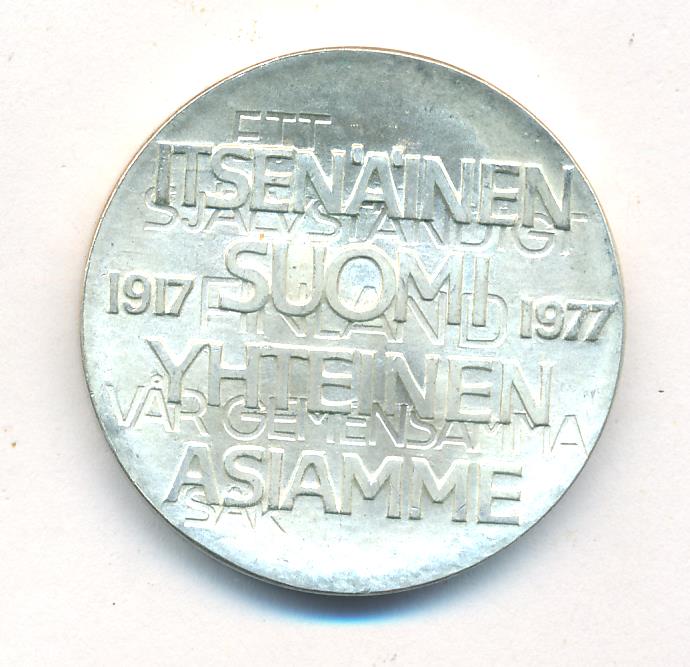 ETT
ITSENÄINEN
SJÄLVSTÄNDIGT
SUOMI
1917 FINLAND 1977
YHTEINEN
VÅR GEMENSAMMA
ASIAMME
SAK